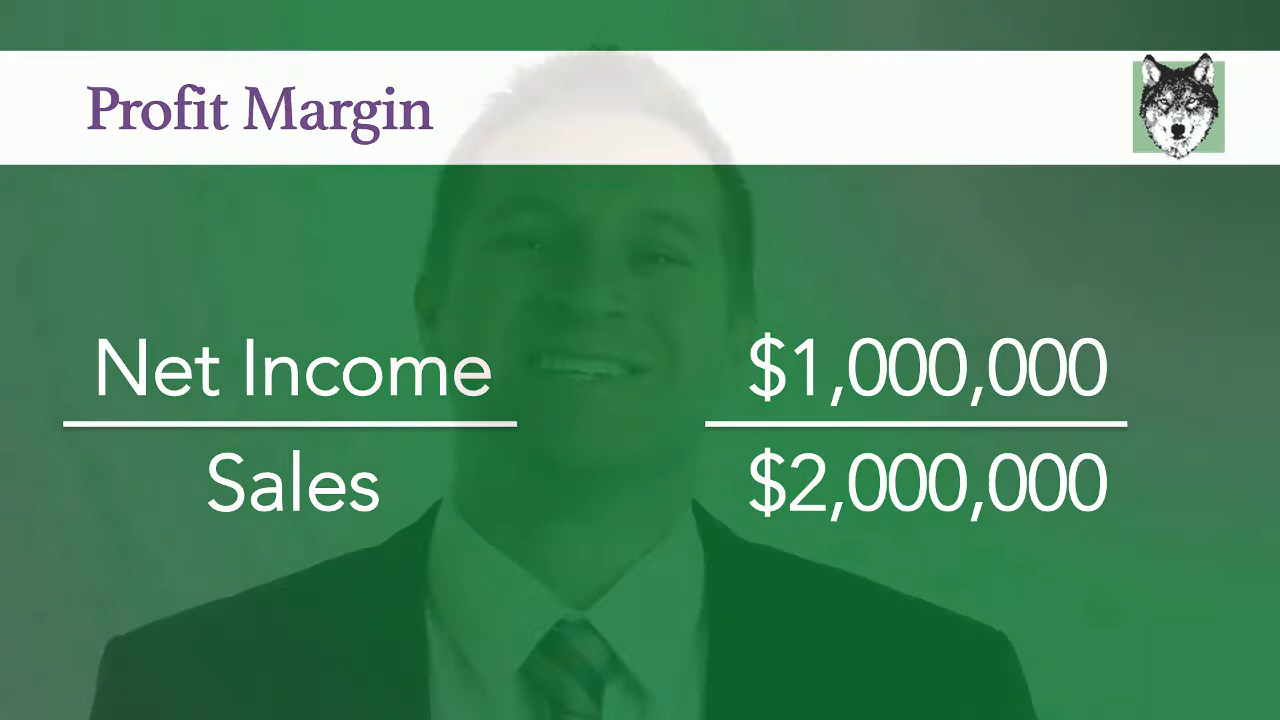 Profit Margin
Net Income
Sales
$1,000,000
$2,000,000